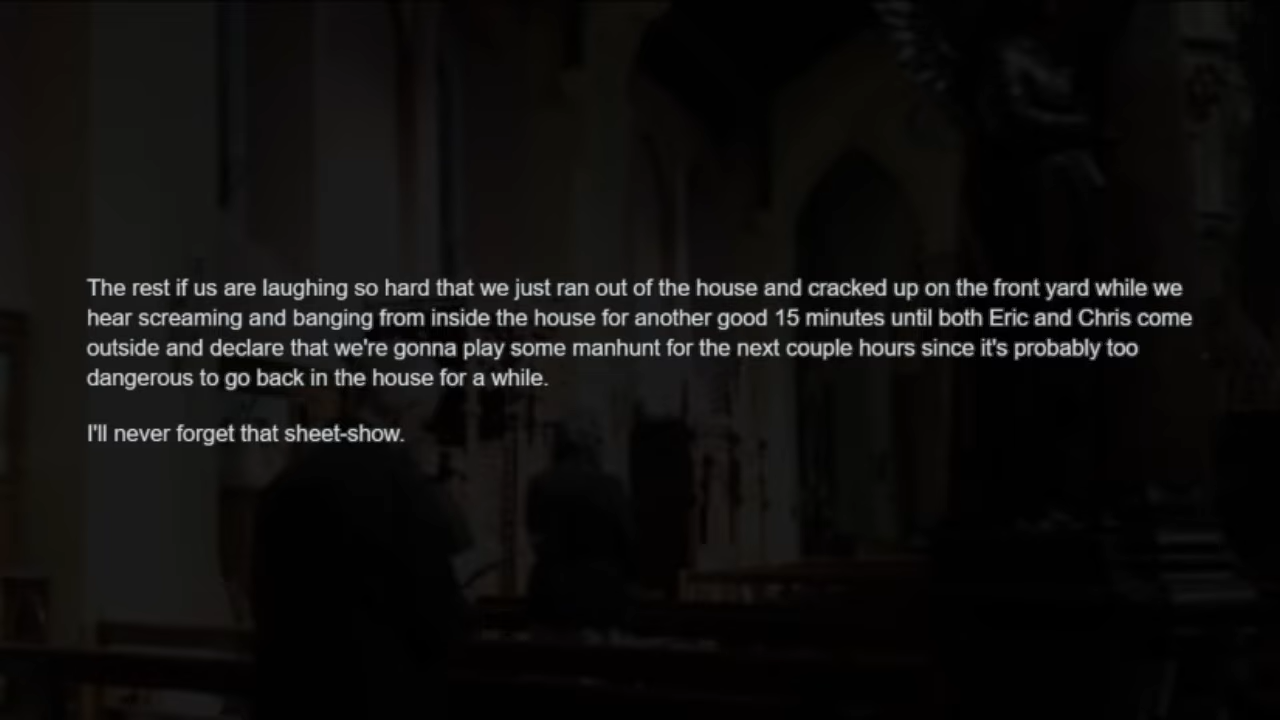 The rest if us are laughing so hard that we just ran out of the house and cracked up on the front yard while we
hear screaming and banging from inside the house for another good 15 minutes until both Eric and Chris come
outside and declare that we're gonna play some manhunt for the next couple hours since it's probably too
dangerous to go back in the house for a while.
I'll never forget that sheet-show.